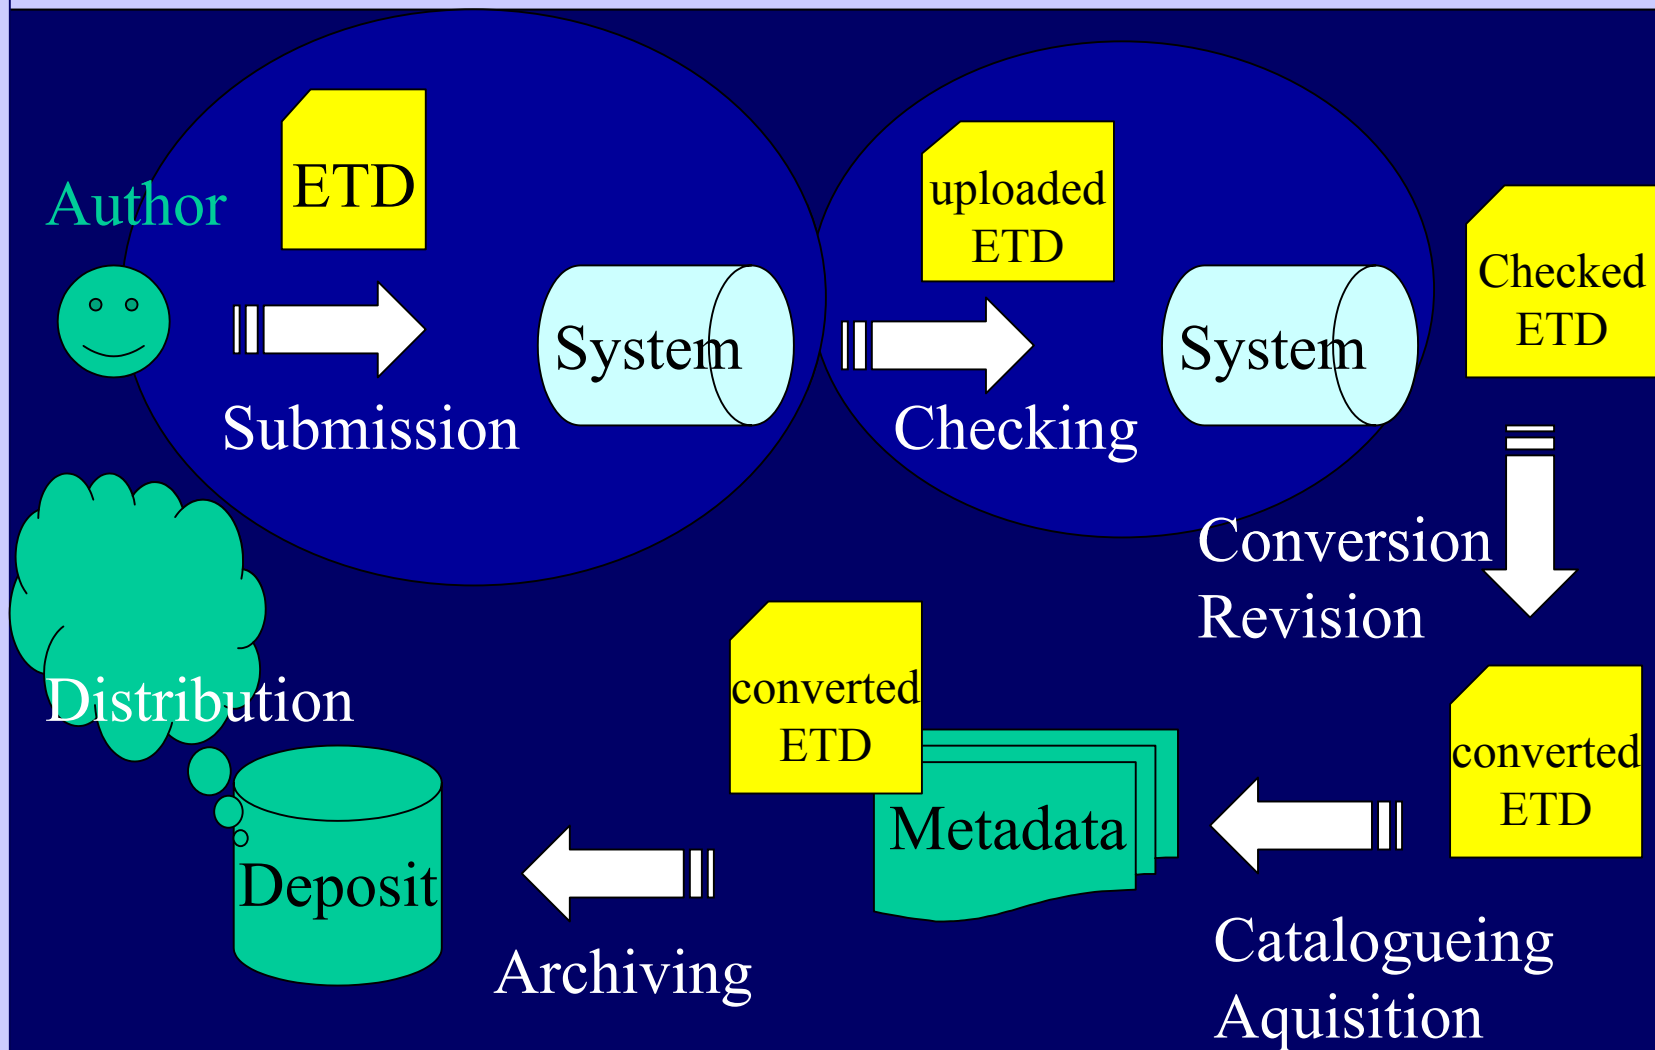 Author
ETD
System
Submission
uploaded
ETD
System
Checking
Checked
ETD
Conversion
Revision
converted
ETD
Catalogueing
Aquisition
converted
ETD
Metadata
Archiving
Deposit
Distribution